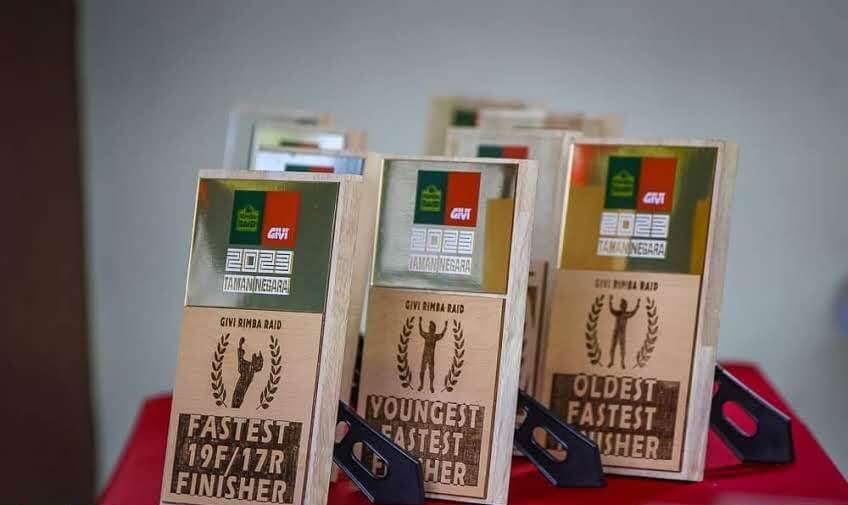 GIVI
2023
TAMAN NEGARA
GIVI RIMBA RAID
FASTEST
19F/17R
FINISHER
GIVI
2023
TAMAN NEGARA
GIVI RIMBA RAID
YOUNGEST
FASTEST
FINISHER
GIVI
2023
TAMAN NEGARA
GIVI RIMBA RAID
OLDEST
FASTEST
FINISHER